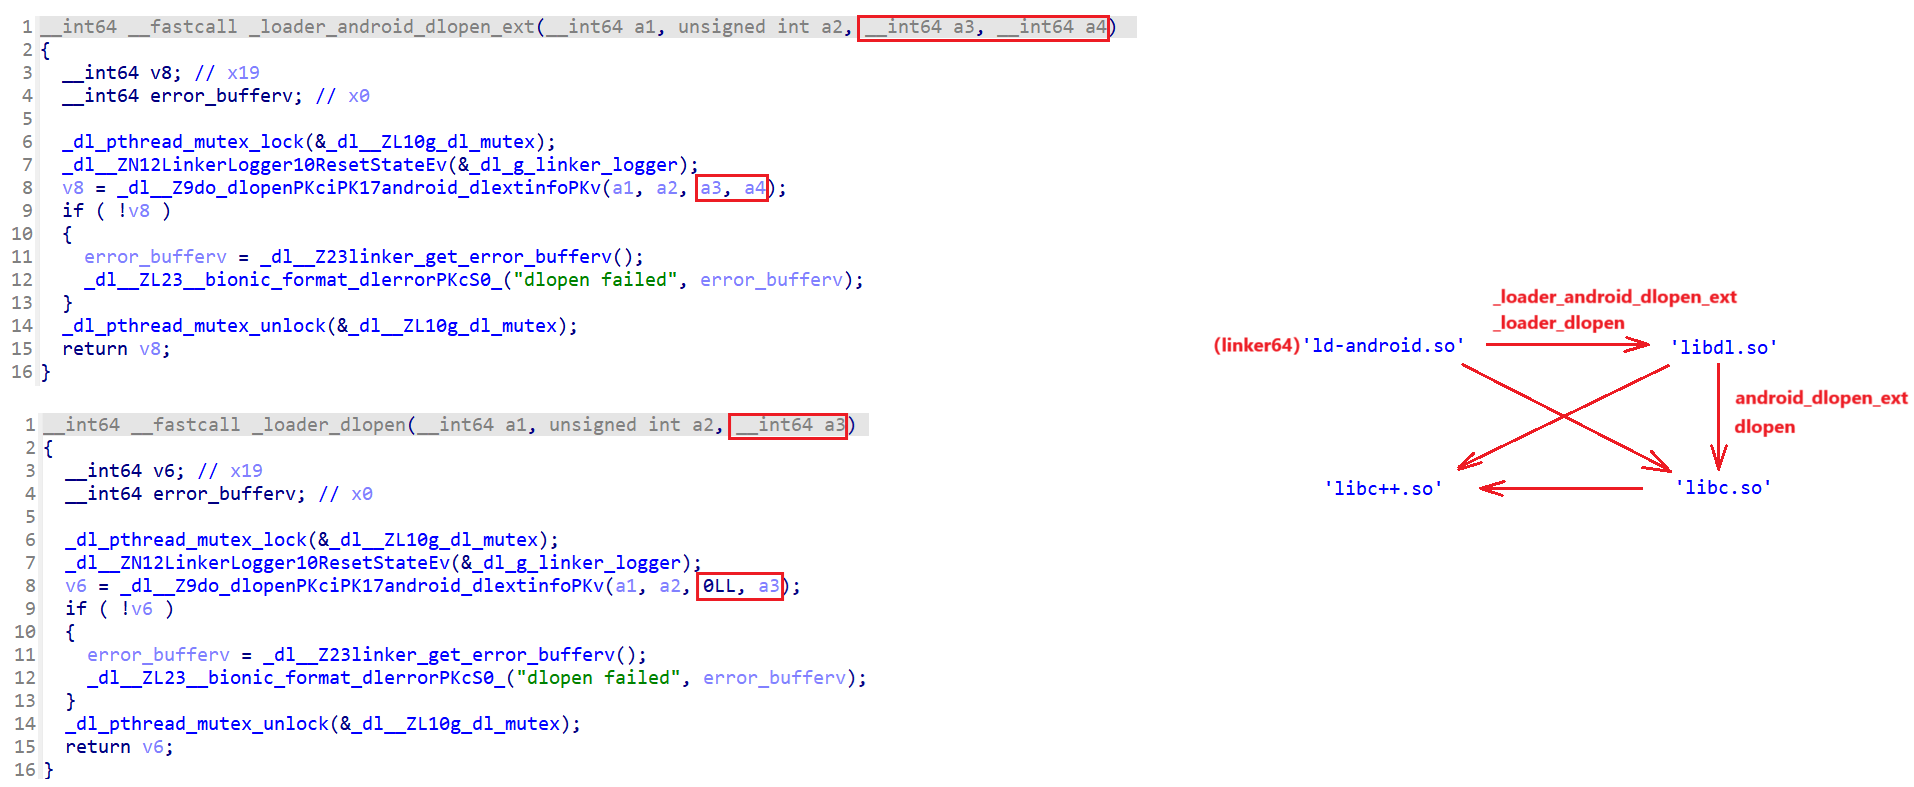 1 __int64 __fastcall _loader_android_dlopen_ext(__int64 a1, unsigned int a2, __int64 a3, __int64 a4)
2 {
3 __int64 v8; // x19
4 __int64 error_bufferv; // x0
5
6 _dl_pthread_mutex_lock(&_dl__ZL10g_dl_mutex);
7 _dl__ZN12LinkerLogger10ResetStateEv(&_dl_g_linker_logger);
8 v8 = _dl__Z9do_dlopenPKciPK17android_dlextinfoPKv(a1, a2, a3, a4);
9 if ( !v8 )
10 {
11 error_bufferv = _dl__Z23linker_get_error_bufferv();
12 _dl__ZL23__bionic_format_dlerrorPKcS0_("dlopen failed", error_bufferv);
13 }
14 _dl_pthread_mutex_unlock(&_dl__ZL10g_dl_mutex);
15 return v8;
16 }
1 __int64 __fastcall _loader_dlopen(__int64 a1, unsigned int a2, __int64 a3)
2 {
3 __int64 v6; // x19
4 __int64 error_bufferv; // x0
5
6 _dl_pthread_mutex_lock(&_dl__ZL10g_dl_mutex);
7 _dl__ZN12LinkerLogger10ResetStateEv(&_dl_g_linker_logger);
8 v6 = _dl__Z9do_dlopenPKciPK17android_dlextinfoPKv(a1, a2, 0LL, a3);
9 if ( !v6 )
10 {
11 error_bufferv = _dl__Z23linker_get_error_bufferv();
12 _dl__ZL23__bionic_format_dlerrorPKcS0_("dlopen failed", error_bufferv);
13 }
14 _dl_pthread_mutex_unlock(&_dl__ZL10g_dl_mutex);
15 return v6;
16 }
_loader_android_dlopen_ext
_loader_dlopen
(linker64)'ld-android.so' 'libdl.so'
android_dlopen_ext
dlopen
'libc++.so' 'libc.so'